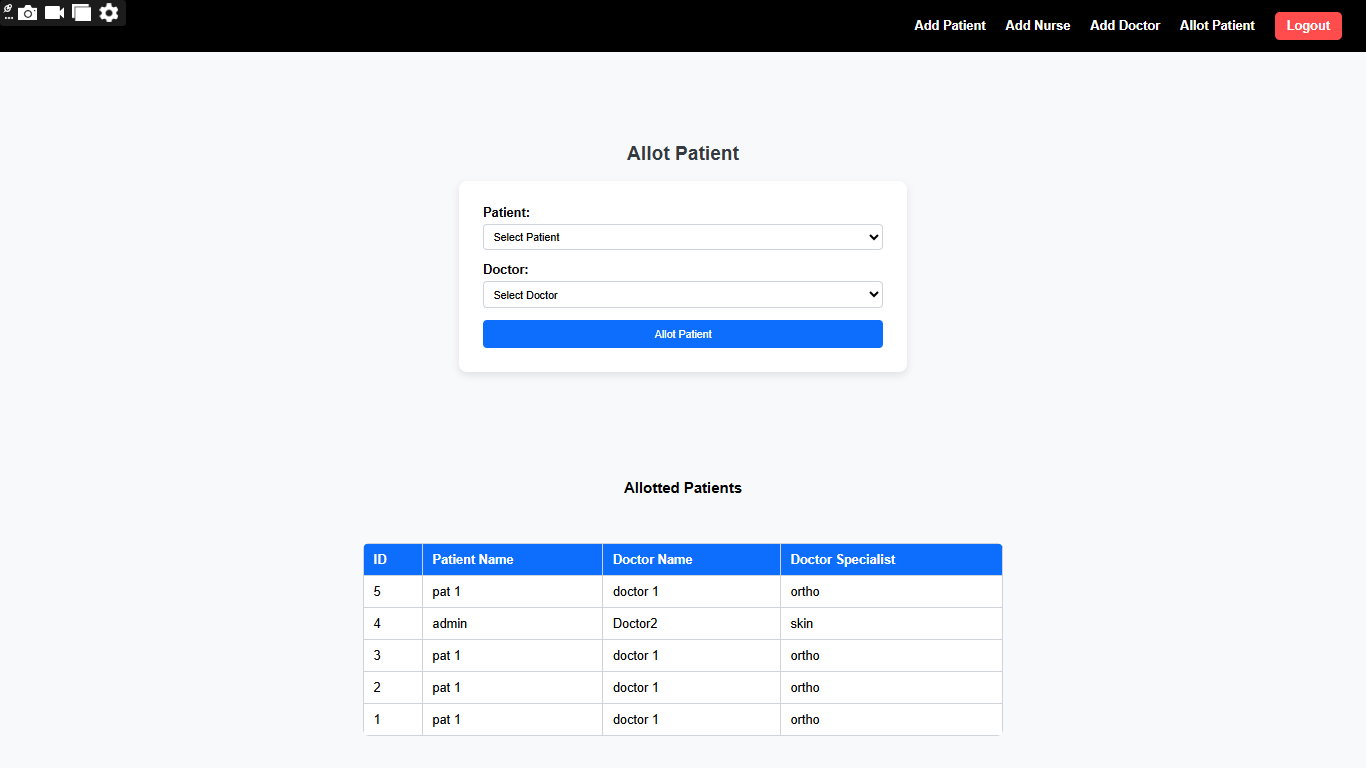 Add Patient Add Nurse Add Doctor Allot Patient Logout
Allot Patient
Patient:
Select Patient
Doctor:
Select Doctor
Allot Patient
Allotted Patients
ID Patient Name Doctor Name Doctor Specialist
5 pat 1 doctor 1 ortho
4 admin Doctor2 skin
3 pat 1 doctor 1 ortho
2 pat 1 doctor 1 ortho
1 pat 1 doctor 1 ortho